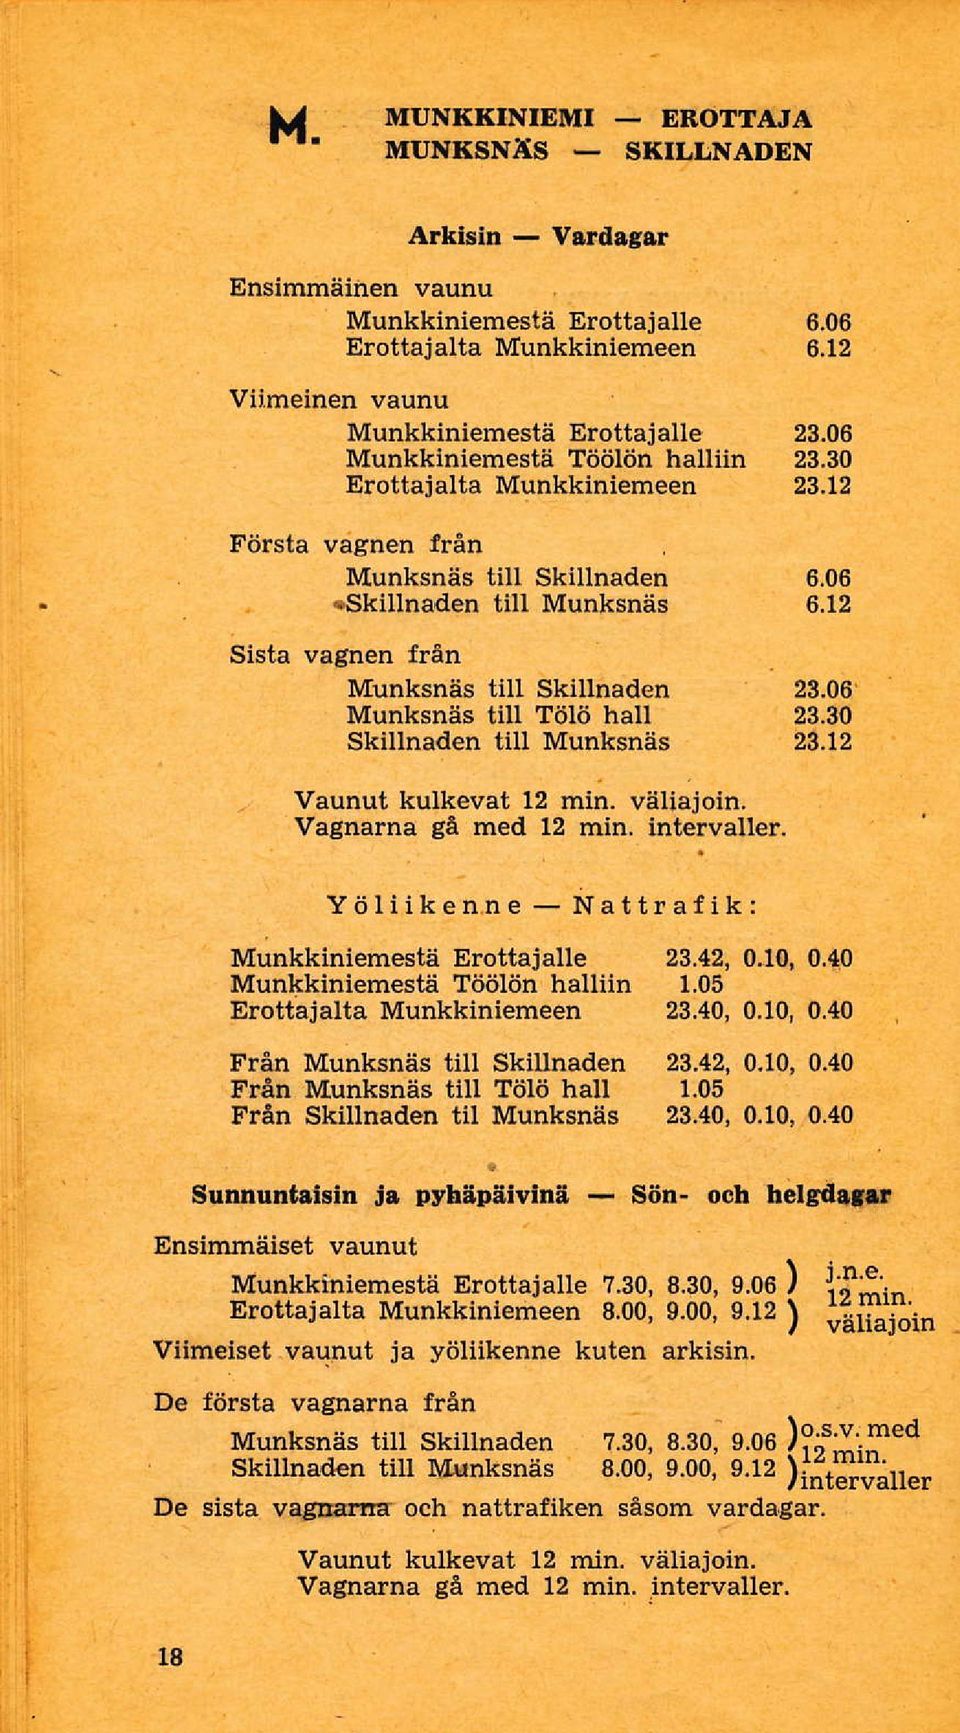 M. MUNKKINIEMI — EROTTAJA
MUNKSNÄS — SKILLNADEN
Arkisin — Vardagar
Ensimmäinen vaunu
Munkkiniemestä Erottajalle 6.06
Erottajalta Munkkiniemeen 6.12
Viimeinen vaunu
Munkkiniemestä Erottajalle 23.06
Munkkiniemestä Töölön halliin 23.30
Erottajalta Munkkiniemeen 23.12
Första vagnen från
Munksnäs till Skillnaden 6.06
Skillnaden till Munksnäs 6.12
Sista vagnen från
Munksnäs till Skillnaden 23.06
Munksnäs till Tölö hall 23.30
Skillnaden till Munksnäs 23.12
Vaunut kulkevat 12 min. väliajoin.
Vagnarna gå med 12 min. intervaller.
Yöliikenne — Nattrafik:
Munkkiniemestä Erottajalle 23.42, 0.10, 0.40
Munkkiniemestä Töölön halliin 1.05
Erottajalta Munkkiniemeen 23.40, 0.10, 0.40
Från Munksnäs till Skillnaden 23.42, 0.10, 0.40
Från Munksnäs till Tölö hall 1.05
Från Skillnaden til Munksnäs 23.40, 0.10, 0.40
Sunnuntaisin ja pyhäpäivinä — Sön- och helgdagar
Ensimmäiset vaunut
Munkkiniemestä Erottajalle 7.30, 8.30, 9.06 ) j.n.e.
12 min.
Erottajalta Munkkiniemeen 8.00, 9.00, 9.12 ) väliajoin
Viimeiset vaunut ja yöliikenne kuten arkisin.
De första vagnarna från
Munksnäs till Skillnaden 7.30, 8.30, 9.06 ) o.s.v. med
12 min.
Skillnaden till Munksnäs 8.00, 9.00, 9.12 ) intervaller
De sista vagnarna och nattrafiken såsom vardagar.
Vaunut kulkevat 12 min. väliajoin.
Vagnarna gå med 12 min. intervaller.
18